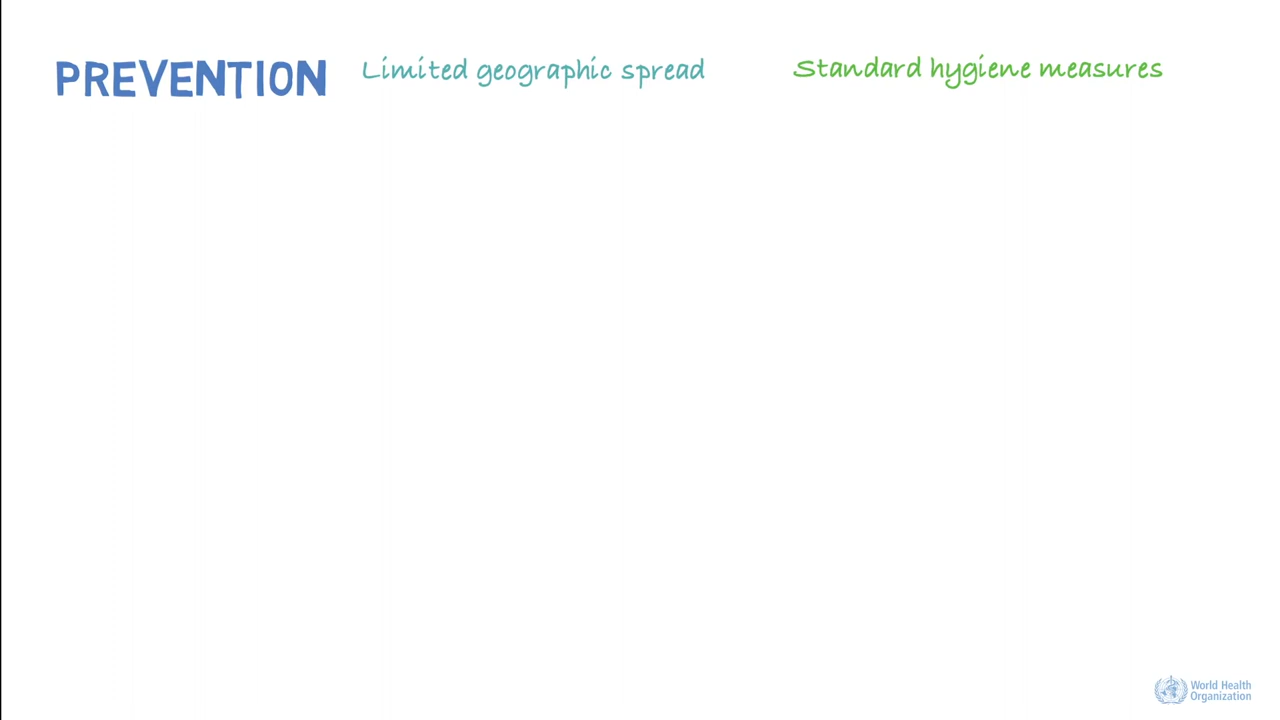 PREVENTION Limited geographic spread Standard hygiene measures
World Health
Organization